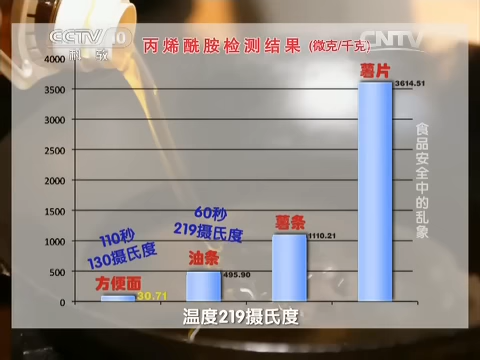 CCTV 10
科教
丙烯酰胺检测结果 (微克/千克)
CNTV
4000
3500
3000
2500
2000
1500
1000
500
0
110秒
130摄氏度
方便面
30.71
60秒
219摄氏度
油条
495.90
薯条
1110.21
薯片
3614.51
食品安全中的乱象
温度219摄氏度